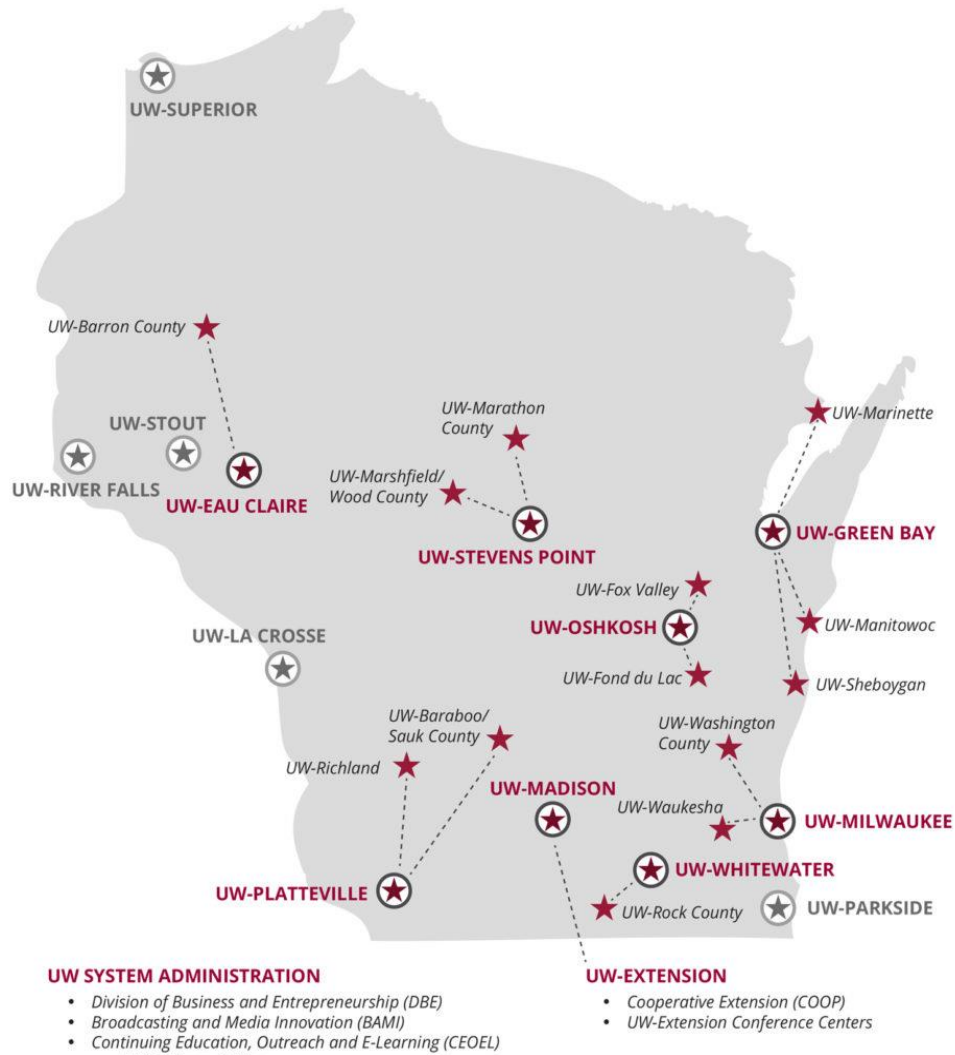 UW-SUPERIOR
UW-Barron County
UW-STOUT
UW-RIVER FALLS
UW-EAU CLAIRE
UW-Marathon
County
UW-Marshfield/
Wood County
UW-STEVENS POINT
UW-Marinette
UW-GREEN BAY
UW-Fox Valley
UW-OSHKOSH
UW-Manitowoc
UW-LA CROSSE
UW-Fond du Lac
UW-Sheboygan
UW-Baraboo/
Sauk County
UW-Richland
UW-Washington
County
UW-MADISON
UW-Waukesha
UW-MILWAUKEE
UW-PLATTEVILLE
UW-WHITEWATER
UW-Rock County
UW-PARKSIDE
UW SYSTEM ADMINISTRATION
• Division of Business and Entrepreneurship (DBE)
• Broadcasting and Media Innovation (BAMI)
• Continuing Education, Outreach and E-Learning (CEOEL)
UW-EXTENSION
• Cooperative Extension (COOP)
• UW-Extension Conference Centers